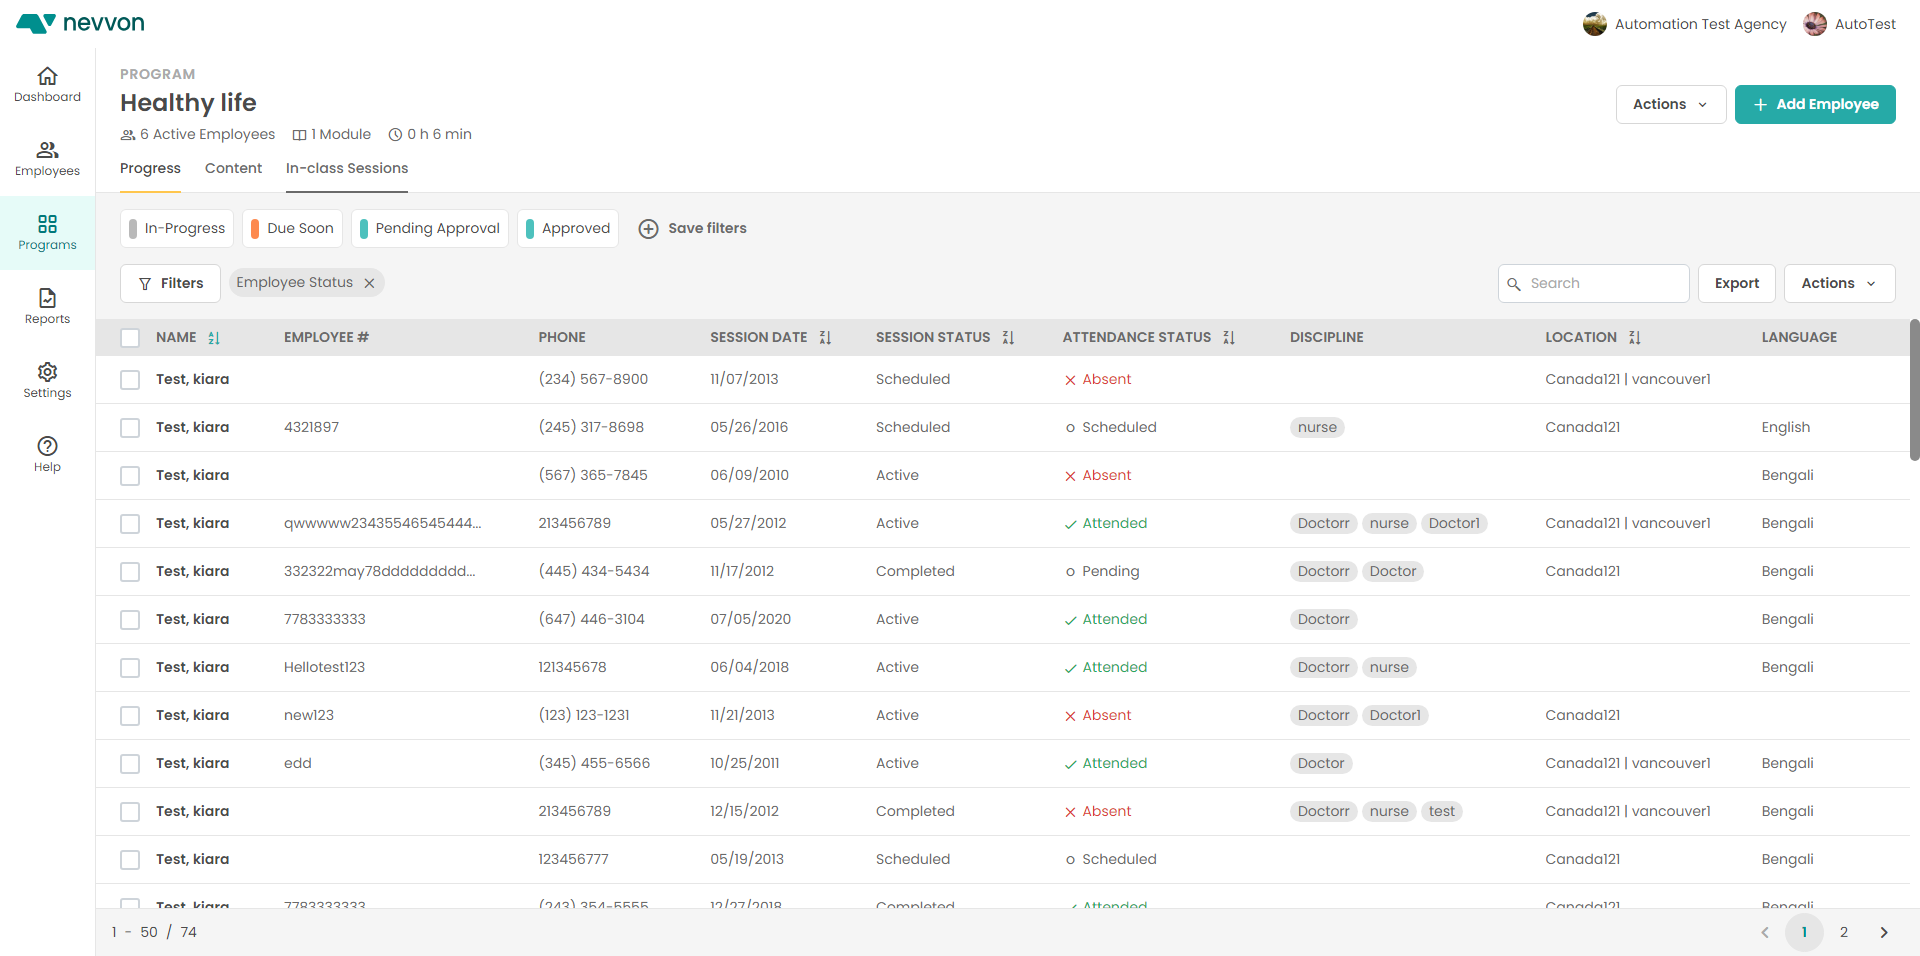 nevvon
Automation Test Agency
AutoTest
Dashboard
Employees
Programs
Reports
Settings
Help
PROGRAM
Healthy life
6 Active Employees 1 Module 0 h 6 min
Actions
+ Add Employee
Progress Content In-class Sessions
In-Progress Due Soon Pending Approval Approved Save filters
Filters Employee Status Search Export Actions
NAME EMPLOYEE # PHONE SESSION DATE SESSION STATUS ATTENDANCE STATUS DISCIPLINE LOCATION LANGUAGE
Test, kiara (234) 567-8900 11/07/2013 Scheduled Absent Canada121 | vancouver1
Test, kiara 4321897 (245) 317-8698 05/26/2016 Scheduled Scheduled nurse Canada121 English
Test, kiara (567) 365-7845 06/09/2010 Active Absent Bengali
Test, kiara qwwwww23435546545444... 213456789 05/27/2012 Active Attended Doctorr nurse Doctor1 Canada121 | vancouver1 Bengali
Test, kiara 332322may78ddddddddd... (445) 434-5434 11/17/2012 Completed Pending Doctorr Doctor Canada121 Bengali
Test, kiara 7783333333 (647) 446-3104 07/05/2020 Active Attended Doctorr Bengali
Test, kiara Hellotest123 121345678 06/04/2018 Active Attended Doctorr nurse Bengali
Test, kiara new123 (123) 123-1231 11/21/2013 Active Absent Doctorr Doctor1 Canada121
Test, kiara edd (345) 455-6566 10/25/2011 Active Attended Doctor Canada121 | vancouver1 Bengali
Test, kiara 213456789 12/15/2012 Completed Absent Doctorr nurse test Canada121 | vancouver1 Bengali
Test, kiara 123456777 05/19/2013 Scheduled Scheduled Canada121 Bengali
Test, kiara 7783333333 (243) 354-5555 12/27/2018 Completed Attended Canada121 Bengali
1 - 50 / 74
1 2